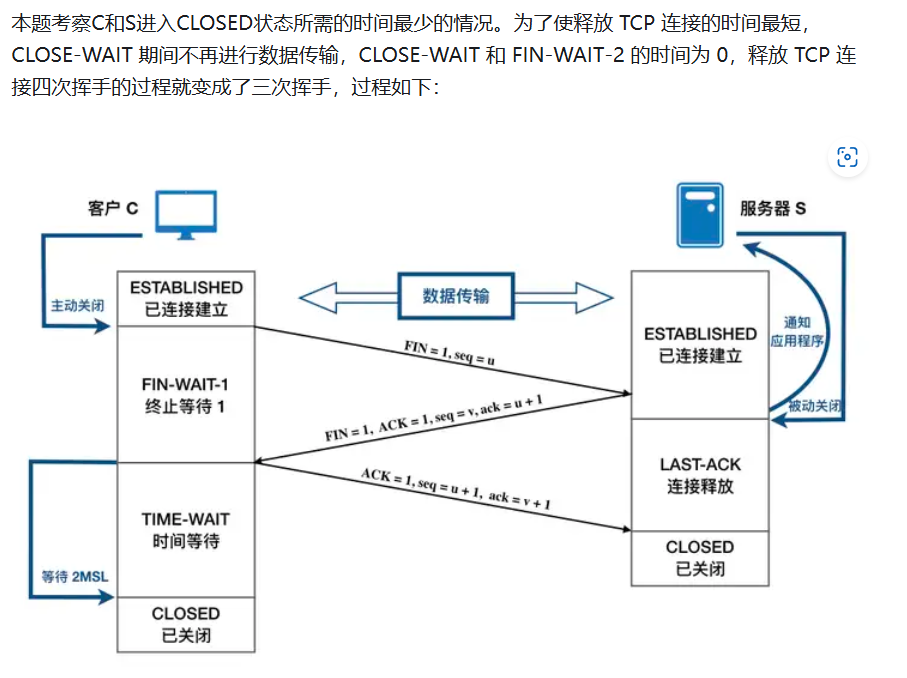 本题考察C和S进入CLOSED状态所需的时间最少的情况。为了使释放 TCP 连接的时间最短，
CLOSE-WAIT 期间不再进行数据传输，CLOSE-WAIT 和 FIN-WAIT-2 的时间为 0，释放 TCP 连
接四次挥手的过程就变成了三次挥手，过程如下：
客户 C
服务器 S
主动关闭
ESTABLISHED
已连接建立
数据传输
通知
应用程序
ESTABLISHED
已连接建立
FIN = 1, seq = u
FIN-WAIT-1
终止等待 1
被动关闭
FIN = 1, ACK = 1, seq = v, ack = u + 1
LAST-ACK
连接释放
ACK = 1, seq = u + 1, ack = v + 1
TIME-WAIT
时间等待
CLOSED
已关闭
等待 2MSL
CLOSED
已关闭